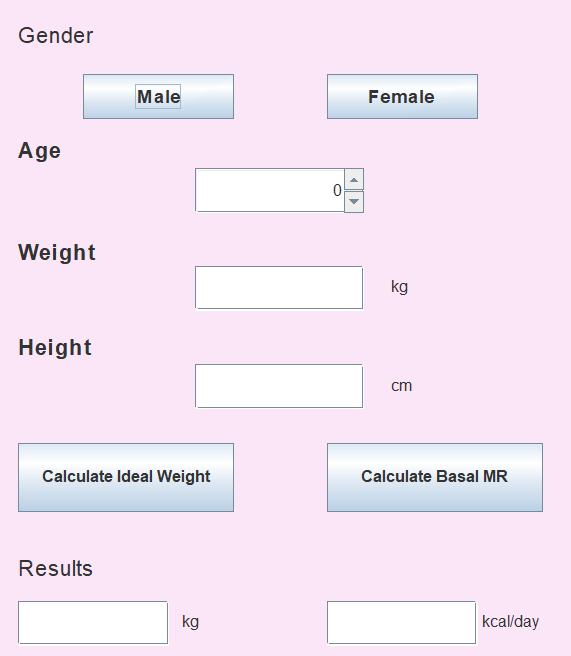 Gender
Male Female
Age
0
Weight
kg
Height
cm
Calculate Ideal Weight Calculate Basal MR
Results
kg kcal/day